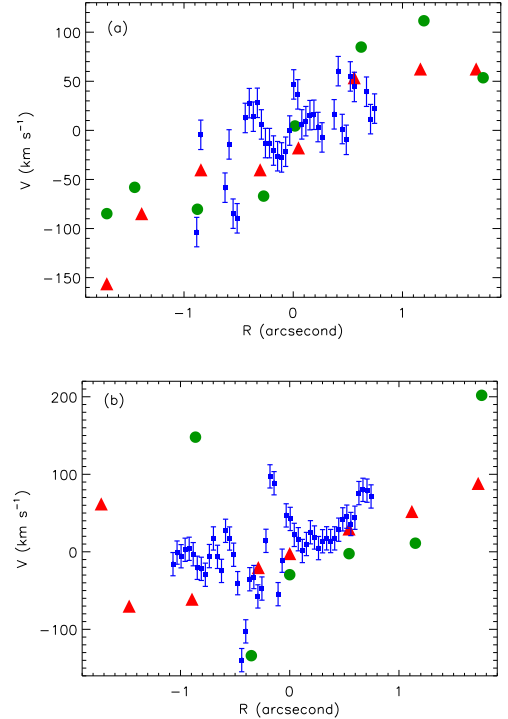 (a)
100
50
0
-50
-100
-150
V (km s⁻¹)
-1 0 1
R (arcsecond)
(b)
200
100
0
-100
V (km s⁻¹)
-1 0 1
R (arcsecond)